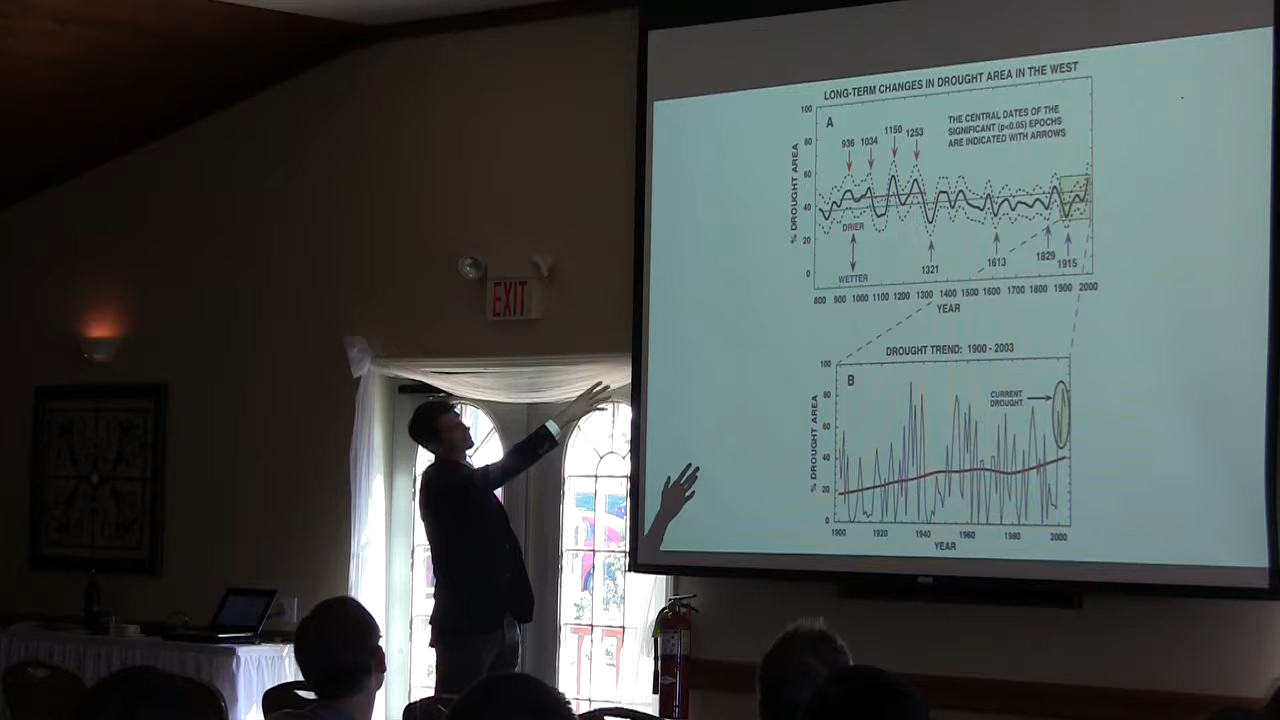 EXIT
LONG-TERM CHANGES IN DROUGHT AREA IN THE WEST
A
THE CENTRAL DATES OF THE
SIGNIFICANT (p<0.05) EPOCHS
ARE INDICATED WITH ARROWS
936 1034 1150 1253
% DROUGHT AREA
100
80
60
40
20
0
DRIER
WETTER
1321 1613 1829 1915
800 900 1000 1100 1200 1300 1400 1500 1600 1700 1800 1900 2000
YEAR
DROUGHT TREND: 1900 - 2003
B
CURRENT
DROUGHT
% DROUGHT AREA
100
80
60
40
20
0
1900 1920 1940 1960 1980 2000
YEAR